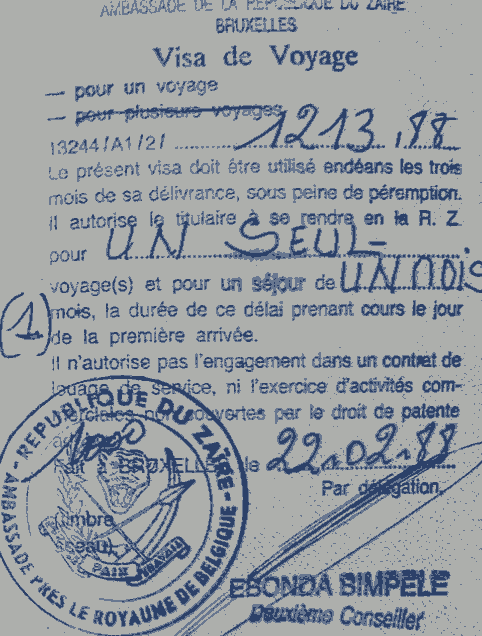 AMBASSADE DE LA REPUBLIQUE DU ZAIRE
BRUXELLES
Visa de Voyage
— pour un voyage
— pour plusieurs voyages
13244/A1/2/ 1213,88
Le présent visa doit être utilisé endéans les trois
mois de sa délivrance, sous peine de péremption.
Il autorise le titulaire à se rendre en la R. Z.
pour UN SEUL
voyage(s) et pour un séjour de UN MOIS
(1) mois, la durée de ce délai prenant cours le jour
de la première arrivée.
Il n'autorise pas l'engagement dans un contrat de
louage de service, ni l'exercice d'activités com-
merciales non couvertes par le droit de patente
Fait à BRUXELLES le 22.02.88
Par délégation,
timbre
sceau
- REPUBLIQUE DU ZAÏRE -
AMBASSADE PRES LE ROYAUME DE BELGIQUE
PAIX TRAVAIL
EBONDA BIMPELE
Deuxième Conseiller